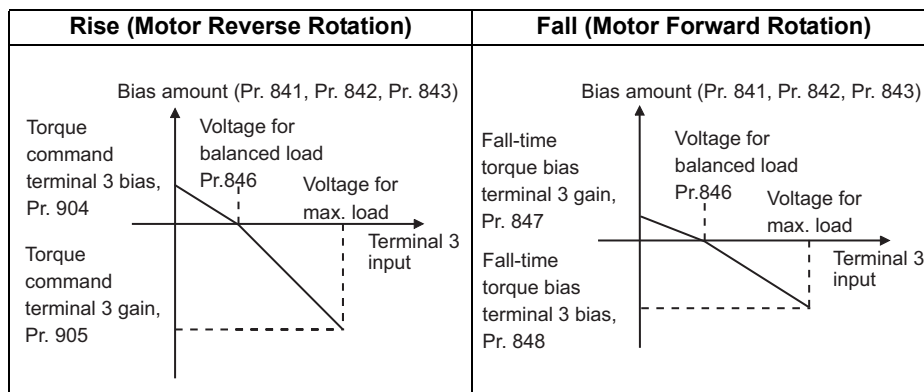 Rise (Motor Reverse Rotation)
Fall (Motor Forward Rotation)
Bias amount (Pr. 841, Pr. 842, Pr. 843)
Torque
command
terminal 3 bias,
Pr. 904
Voltage for
balanced load
Pr.846
Voltage for
max. load
Terminal 3
input
Torque
command
terminal 3 gain,
Pr. 905
Bias amount (Pr. 841, Pr. 842, Pr. 843)
Fall-time
torque bias
terminal 3 gain,
Pr. 847
Voltage for
balanced load
Pr.846
Voltage for
max. load
Terminal 3
input
Fall-time
torque bias
terminal 3 bias,
Pr. 848